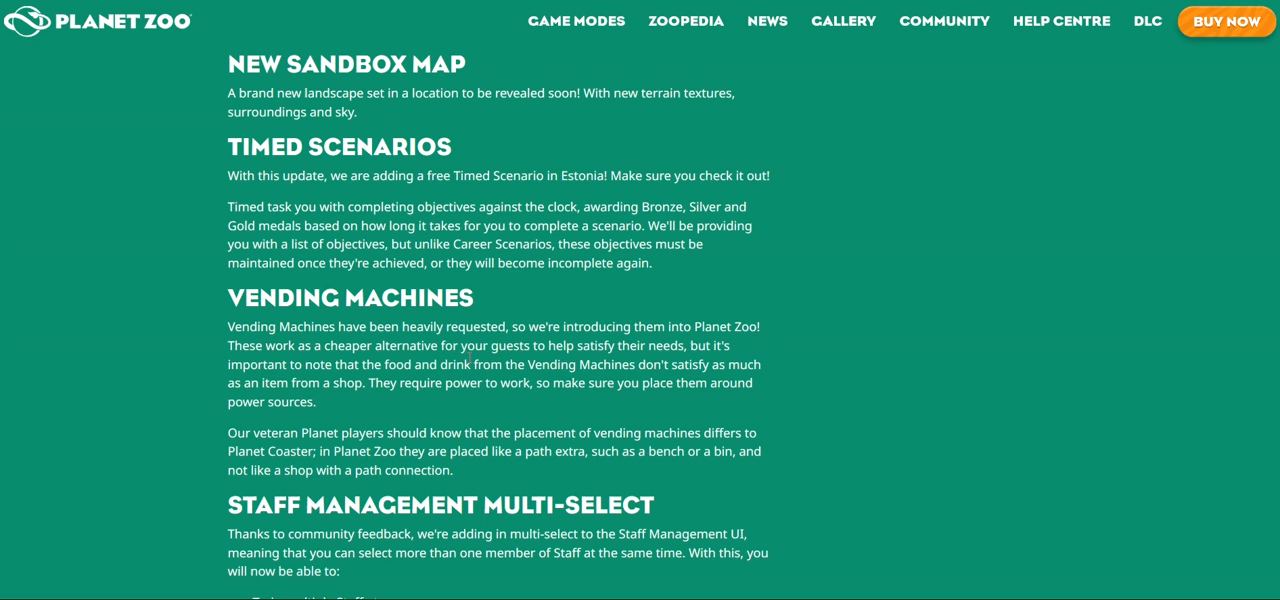 PLANET ZOO
GAME MODES ZOOPEDIA NEWS GALLERY COMMUNITY HELP CENTRE DLC BUY NOW
NEW SANDBOX MAP
A brand new landscape set in a location to be revealed soon! With new terrain textures,
surroundings and sky.
TIMED SCENARIOS
With this update, we are adding a free Timed Scenario in Estonia! Make sure you check it out!
Timed task you with completing objectives against the clock, awarding Bronze, Silver and
Gold medals based on how long it takes for you to complete a scenario. We'll be providing
you with a list of objectives, but unlike Career Scenarios, these objectives must be
maintained once they're achieved, or they will become incomplete again.
VENDING MACHINES
Vending Machines have been heavily requested, so we're introducing them into Planet Zoo!
These work as a cheaper alternative for your guests to help satisfy their needs, but it's
important to note that the food and drink from the Vending Machines don't satisfy as much
as an item from a shop. They require power to work, so make sure you place them around
power sources.
Our veteran Planet players should know that the placement of vending machines differs to
Planet Coaster; in Planet Zoo they are placed like a path extra, such as a bench or a bin, and
not like a shop with a path connection.
STAFF MANAGEMENT MULTI-SELECT
Thanks to community feedback, we're adding in multi-select to the Staff Management UI,
meaning that you can select more than one member of Staff at the same time. With this, you
will now be able to: